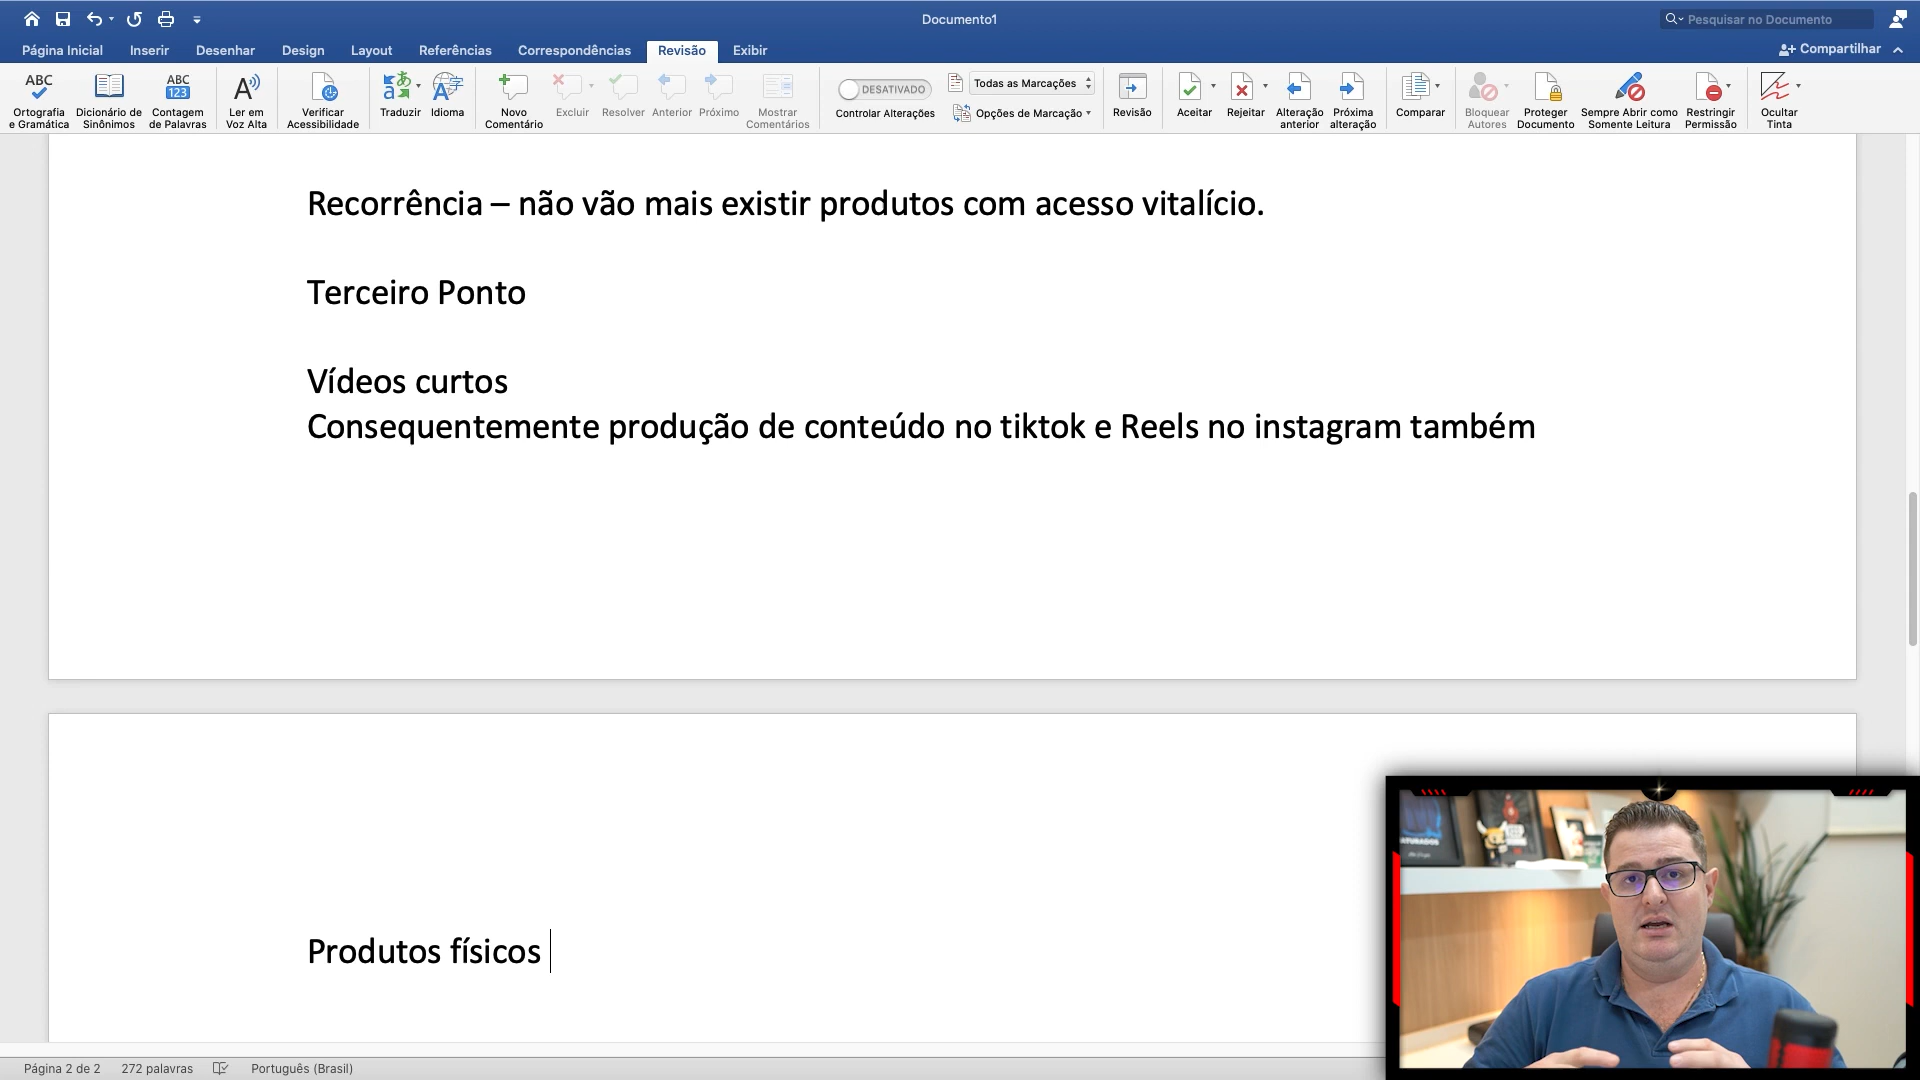 Documento1
Pesquisar no Documento
Página Inicial
Inserir
Desenhar
Design
Layout
Referências
Correspondências
Revisão
Exibir
Compartilhar
ABC
Ortografia
e Gramática
Dicionário de
Sinônimos
ABC
123
Contagem
de Palavras
Ler em
Voz Alta
Verificar
Acessibilidade
Traduzir
Idioma
Novo
Comentário
Excluir
Resolver
Anterior
Próximo
Mostrar
Comentários
DESATIVADO
Controlar Alterações
Todas as Marcações
Opções de Marcação
Revisão
Aceitar
Rejeitar
Alteração
anterior
Próxima
alteração
Comparar
Bloquear
Autores
Proteger
Documento
Sempre Abrir como
Somente Leitura
Restringir
Permissão
Ocultar
Tinta
Recorrência – não vão mais existir produtos com acesso vitalício.
Terceiro Ponto
Vídeos curtos
Consequentemente produção de conteúdo no tiktok e Reels no instagram também
Produtos físicos
Página 2 de 2
272 palavras
Português (Brasil)